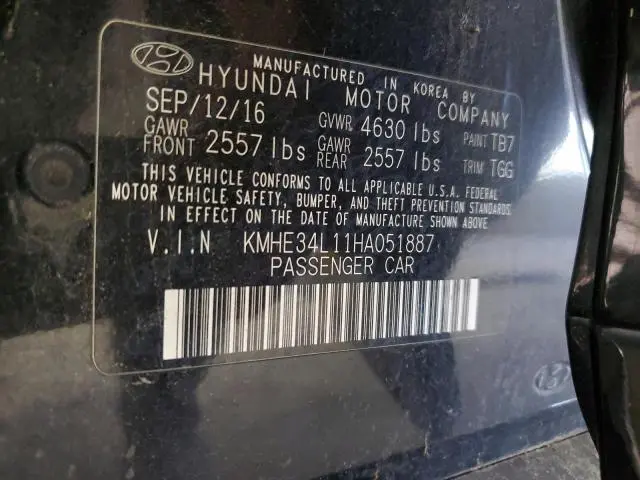 MANUFACTURED IN KOREA BY
HYUNDAI MOTOR COMPANY
SEP/12/16 GVWR 4630 lbs PAINT TB7
GAWR FRONT 2557 lbs GAWR REAR 2557 lbs TRIM TGG
THIS VEHICLE CONFORMS TO ALL APPLICABLE U.S.A. FEDERAL
MOTOR VEHICLE SAFETY, BUMPER, AND THEFT PREVENTION STANDARDS
IN EFFECT ON THE DATE OF MANUFACTURE SHOWN ABOVE
V.I.N KMHE34L11HA051887
PASSENGER CAR